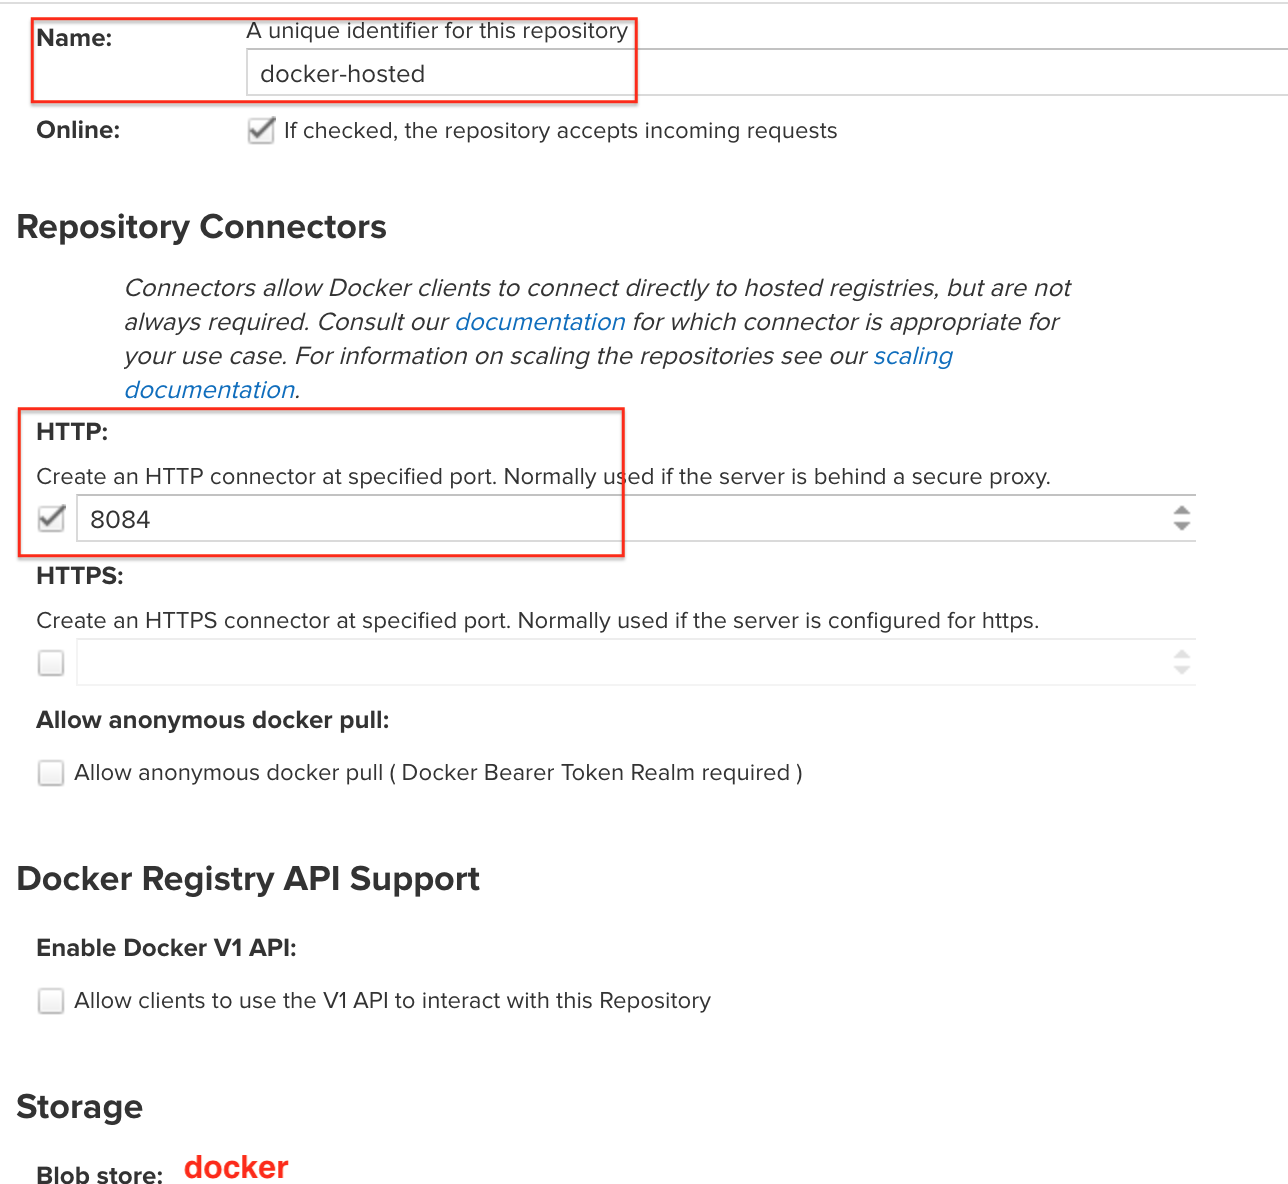 Name:
A unique identifier for this repository
docker-hosted
Online:
If checked, the repository accepts incoming requests
Repository Connectors
Connectors allow Docker clients to connect directly to hosted registries, but are not
always required. Consult our documentation for which connector is appropriate for
your use case. For information on scaling the repositories see our scaling
documentation.
HTTP:
Create an HTTP connector at specified port. Normally used if the server is behind a secure proxy.
8084
HTTPS:
Create an HTTPS connector at specified port. Normally used if the server is configured for https.
Allow anonymous docker pull:
Allow anonymous docker pull ( Docker Bearer Token Realm required )
Docker Registry API Support
Enable Docker V1 API:
Allow clients to use the V1 API to interact with this Repository
Storage
Blob store: docker